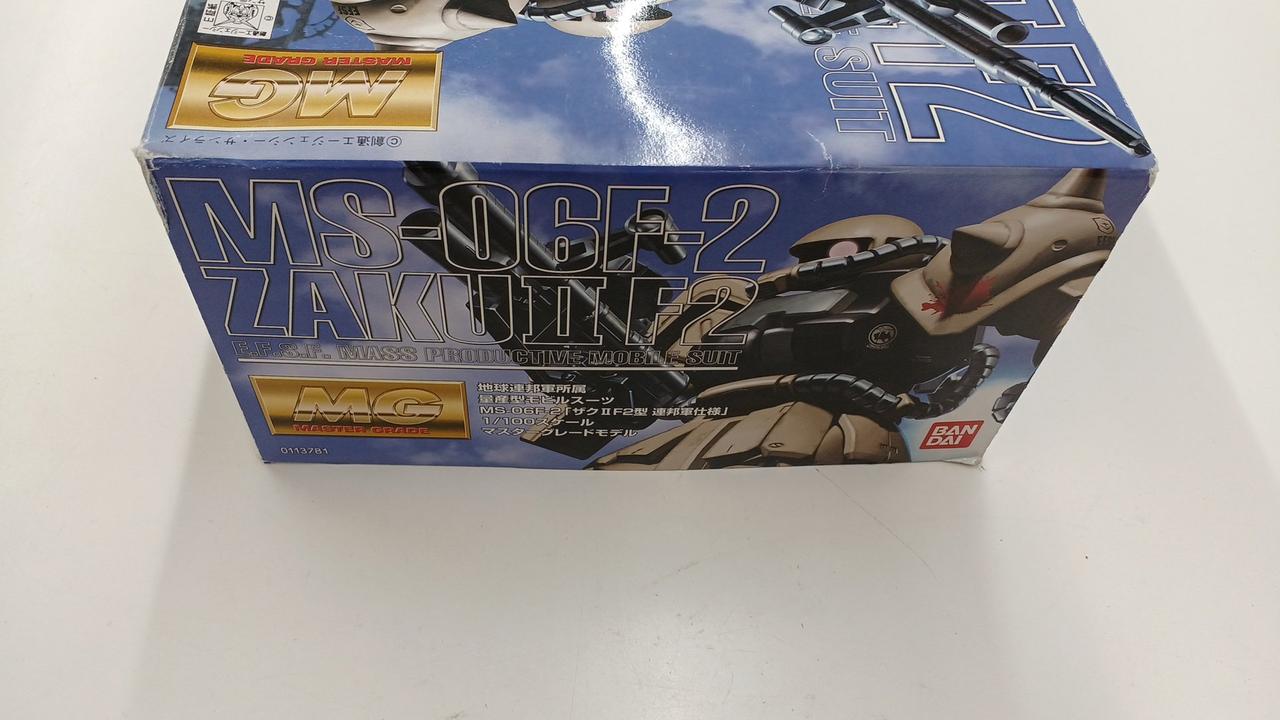 MG
MASTER GRADE
©創通エージェンシー・サンライズ
SUIT
F2
MS-06F-2
ZAKUⅡ F2
E.F.S.F. MASS PRODUCTIVE MOBILE SUIT
MG
MASTER GRADE
地球連邦軍所属
量産型モビルスーツ
MS-06F-2「ザクⅡF2型 連邦軍仕様」
1/100スケール
マスターグレードモデル
0113781
BAN
DAI